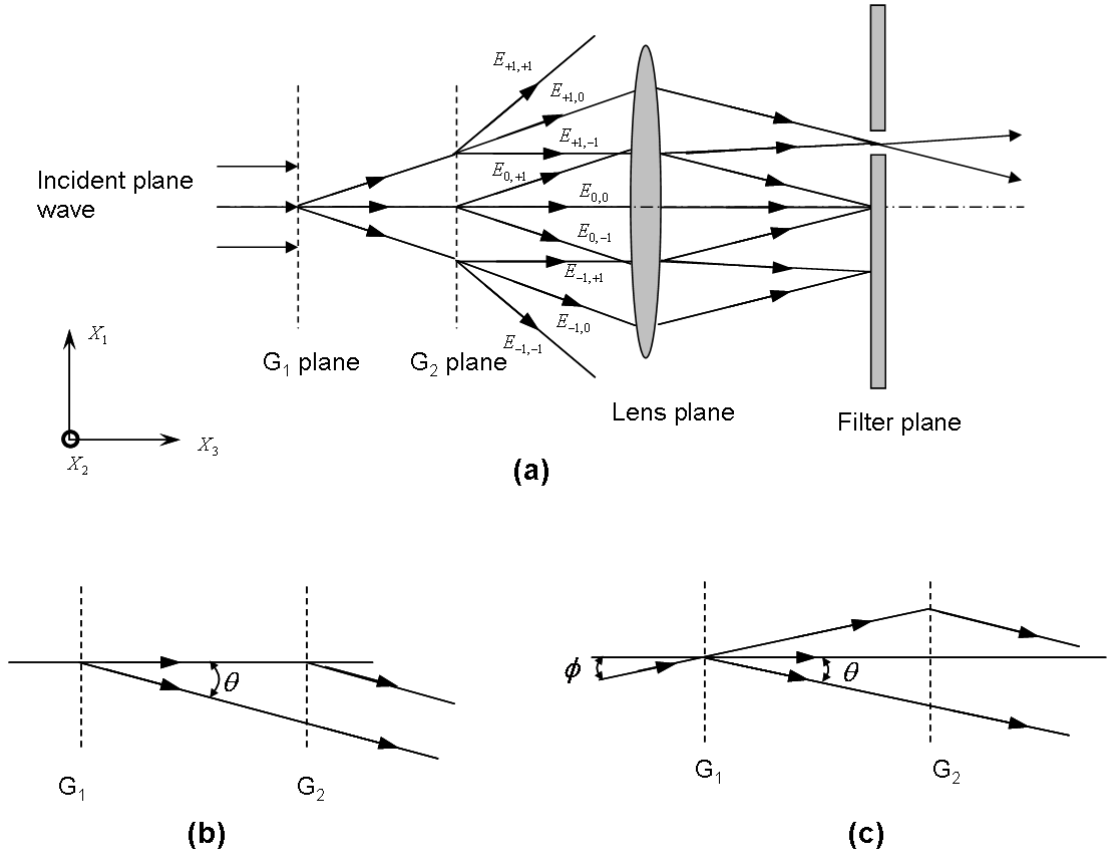 E+1,+1
E+1,0
E+1,-1
E0,+1
E0,0
E0,-1
E-1,+1
E-1,0
E-1,-1
Incident plane
wave
G1 plane
G2 plane
Lens plane
Filter plane
X1
X2
X3
(a)
θ
G1
G2
(b)
ϕ
θ
G1
G2
(c)